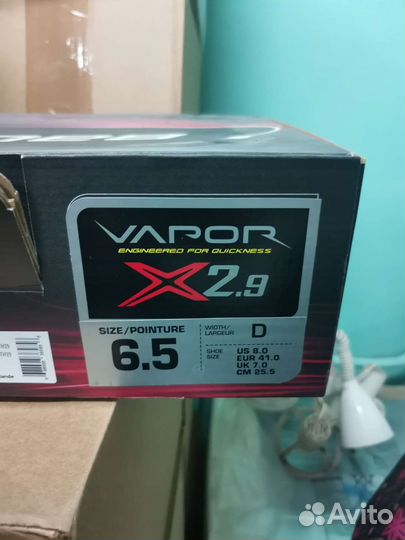 VAPOR
ENGINEERED FOR QUICKNESS
X2.9
SIZE/POINTURE
6.5
WIDTH/
LARGEUR
D
SHOE
SIZE
US 8.0
EUR 41.0
UK 7.0
CM 25.5
Avito